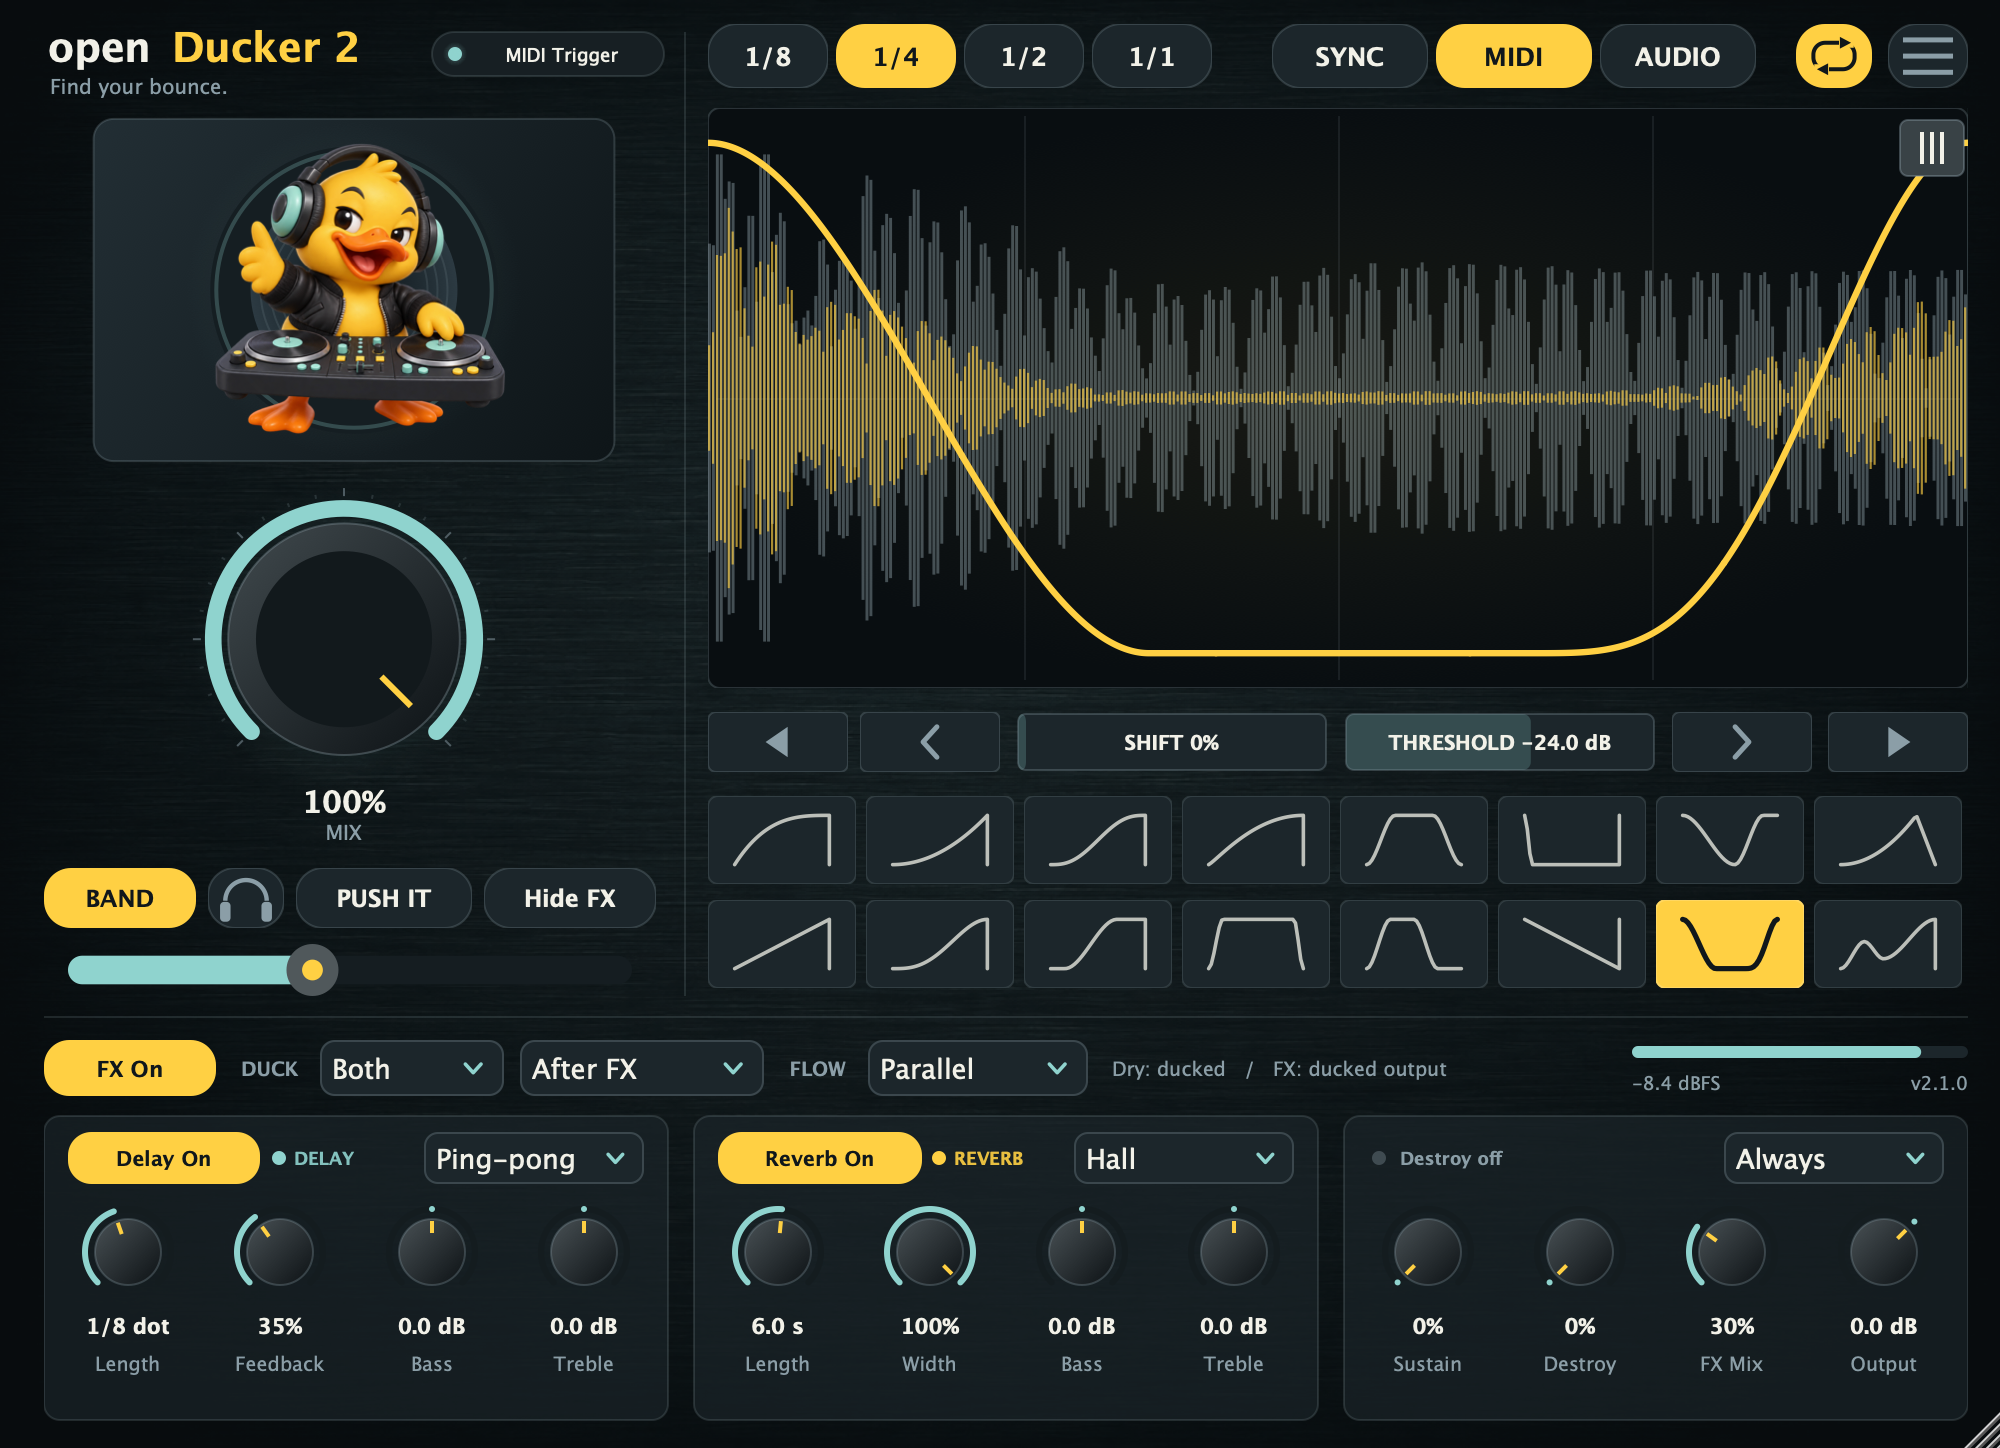 open Ducker 2
Find your bounce.
MIDI Trigger
1/8 1/4 1/2 1/1
SYNC MIDI AUDIO
100%
MIX
SHIFT 0%
THRESHOLD -24.0 dB
BAND PUSH IT Hide FX
FX On DUCK Both After FX FLOW Parallel Dry: ducked / FX: ducked output
-8.4 dBFS v2.1.0
Delay On DELAY Ping-pong
1/8 dot 35% 0.0 dB 0.0 dB
Length Feedback Bass Treble
Reverb On REVERB Hall
6.0 s 100% 0.0 dB 0.0 dB
Length Width Bass Treble
Destroy off Always
0% 0% 30% 0.0 dB
Sustain Destroy FX Mix Output